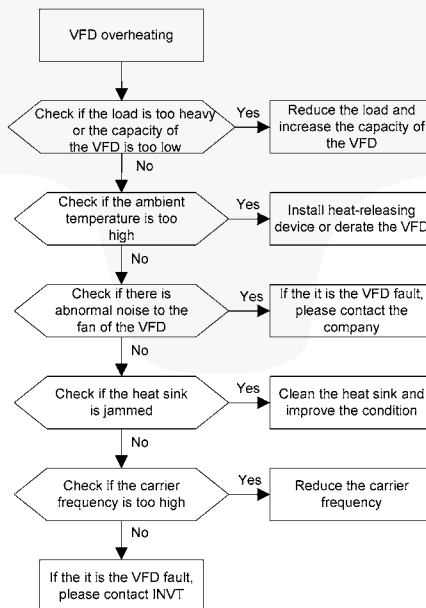 VFD overheating
Check if the load is too heavy
or the capacity of
the VFD is too low
Yes
Reduce the load and
increase the capacity of
the VFD
No
Check if the ambient
temperature is too
high
Yes
Install heat-releasing
device or derate the VFD
No
Check if there is
abnormal noise to the
fan of the VFD
Yes
If the it is the VFD fault,
please contact the
company
No
Check if the heat sink
is jammed
Yes
Clean the heat sink and
improve the condition
No
Check if the carrier
frequency is too high
Yes
Reduce the carrier
frequency
No
If the it is the VFD fault,
please contact INVT